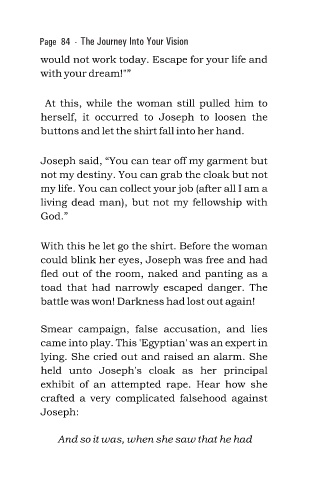 Page 84 - The Journey Into Your Vision
would not work today. Escape for your life and
with your dream!"”
At this, while the woman still pulled him to
herself, it occurred to Joseph to loosen the
buttons and let the shirt fall into her hand.
Joseph said, “You can tear off my garment but
not my destiny. You can grab the cloak but not
my life. You can collect your job (after all I am a
living dead man), but not my fellowship with
God.”
With this he let go the shirt. Before the woman
could blink her eyes, Joseph was free and had
fled out of the room, naked and panting as a
toad that had narrowly escaped danger. The
battle was won! Darkness had lost out again!
Smear campaign, false accusation, and lies
came into play. This 'Egyptian' was an expert in
lying. She cried out and raised an alarm. She
held unto Joseph's cloak as her principal
exhibit of an attempted rape. Hear how she
crafted a very complicated falsehood against
Joseph:
And so it was, when she saw that he had